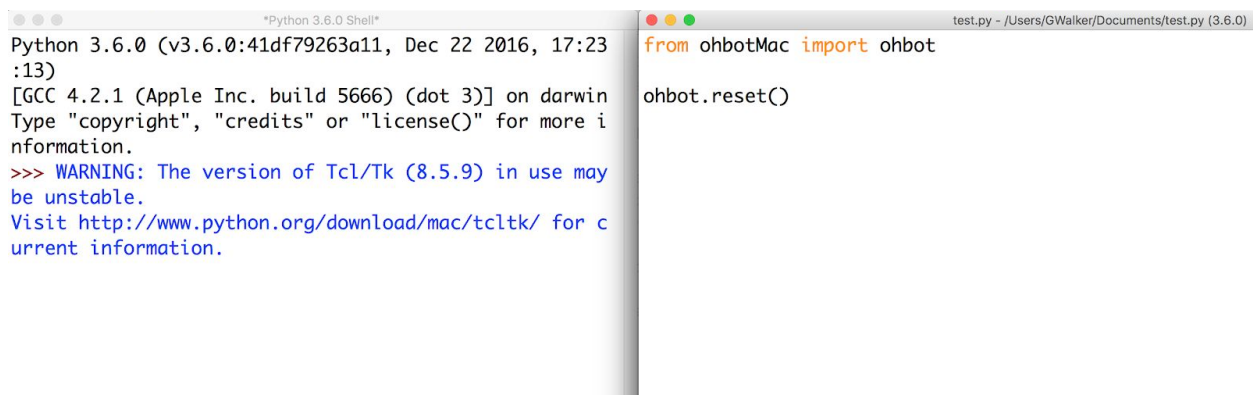 *Python 3.6.0 Shell*
Python 3.6.0 (v3.6.0:41df79263a11, Dec 22 2016, 17:23
:13)
[GCC 4.2.1 (Apple Inc. build 5666) (dot 3)] on darwin
Type "copyright", "credits" or "license()" for more i
nformation.
>>> WARNING: The version of Tcl/Tk (8.5.9) in use may
be unstable.
Visit http://www.python.org/download/mac/tcltk/ for c
urrent information.
test.py - /Users/GWalker/Documents/test.py (3.6.0)
from ohbotMac import ohbot
ohbot.reset()